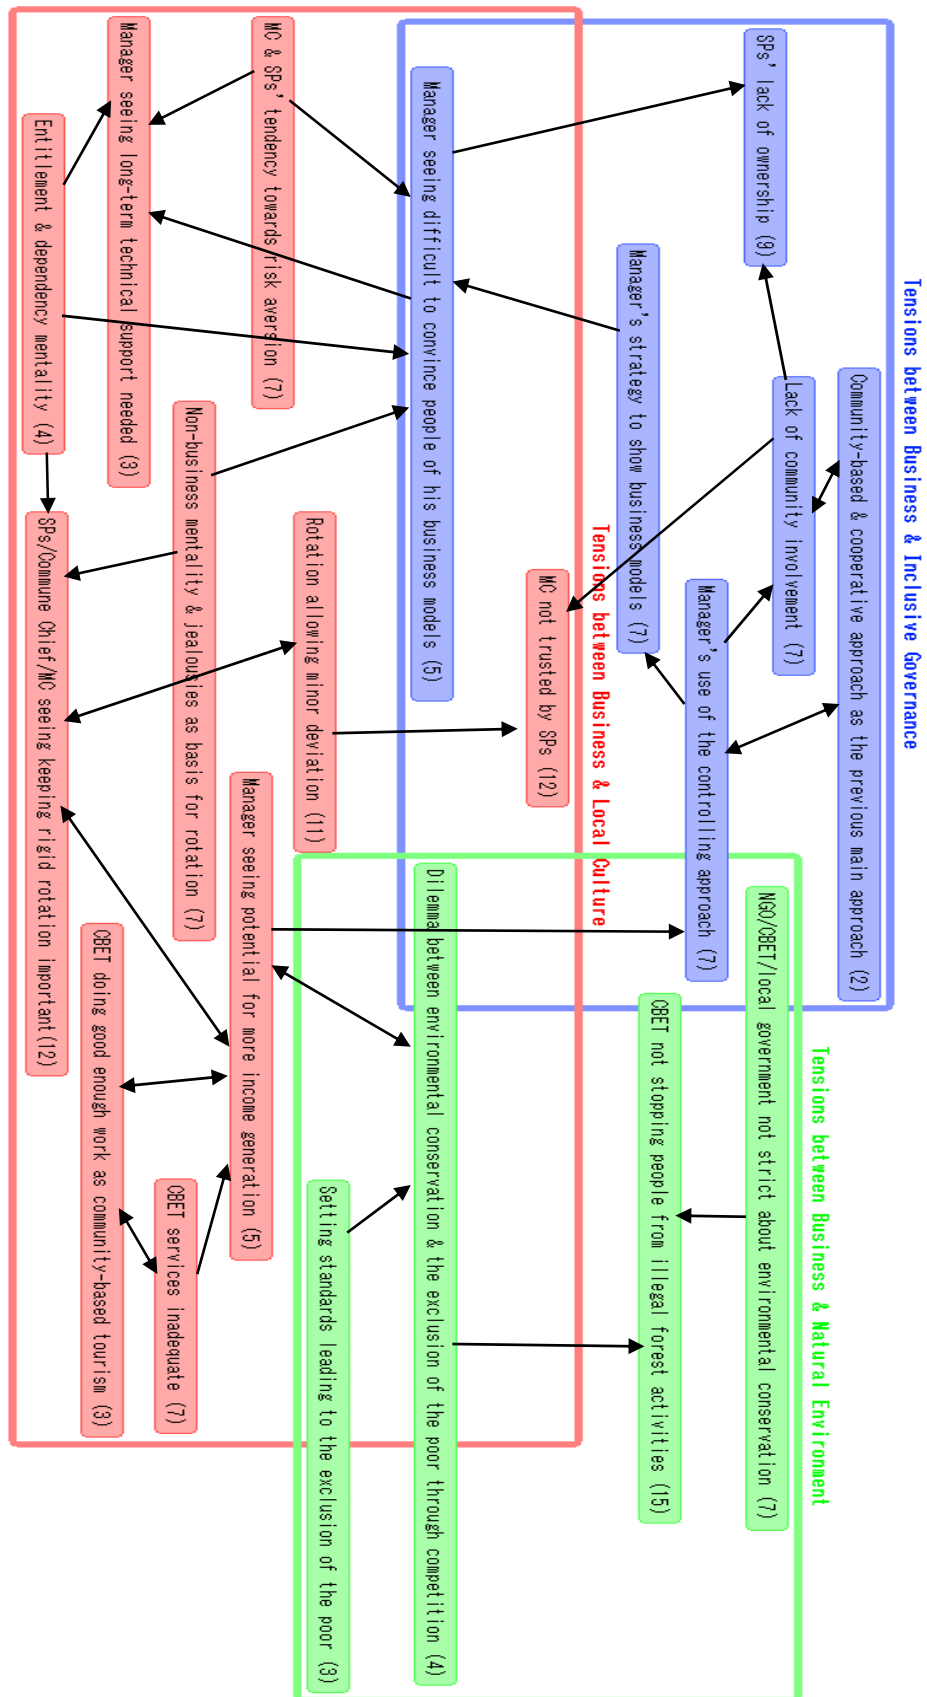 Tensions between Business & Inclusive Governance
Community-based & cooperative approach as the previous main approach (2)
Lack of community involvement (7)
SPs' lack of ownership (9)
Manager's use of the controlling approach (7)
Manager's strategy to show business models (7)
Manager seeing difficult to convince people of his business models (5)
Tensions between Business & Local Culture
MC not trusted by SPs (12)
Rotation allowing minor deviation (11)
MC & SPs' tendency towards risk aversion (7)
Manager seeing potential for more income generation (5)
Non-business mentality & jealousies as basis for rotation (7)
CBET services inadequate (7)
Manager seeing long-term technical support needed (3)
CBET doing good enough work as community-based tourism (3)
Entitlement & dependency mentality (4)
SPs/Commune Chief/MC seeing keeping rigid rotation important(12)
Tensions between Business & Natural Environment
NGO/CBET/local government not strict about environmental conservation (7)
CBET not stopping people from illegal forest activities (15)
Dilemma between environmental conservation & the exclusion of the poor through competition (4)
Setting standards leading to the exclusion of the poor (3)